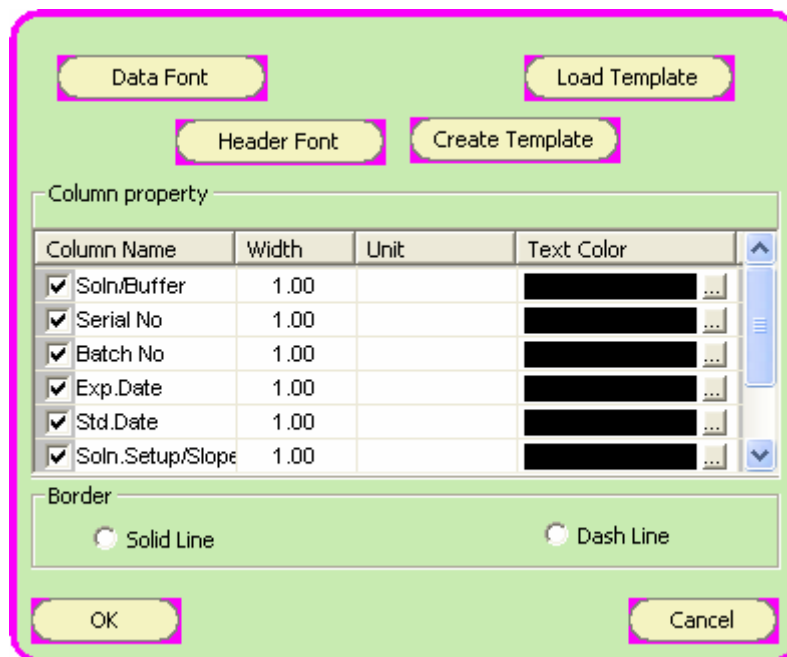 Data Font Load Template
Header Font Create Template
Column property
Column Name Width Unit Text Color
Soln/Buffer 1.00 ...
Serial No 1.00 ...
Batch No 1.00 ...
Exp.Date 1.00 ...
Std.Date 1.00 ...
Soln.Setup/Slope 1.00 ...
Border
Solid Line Dash Line
OK Cancel